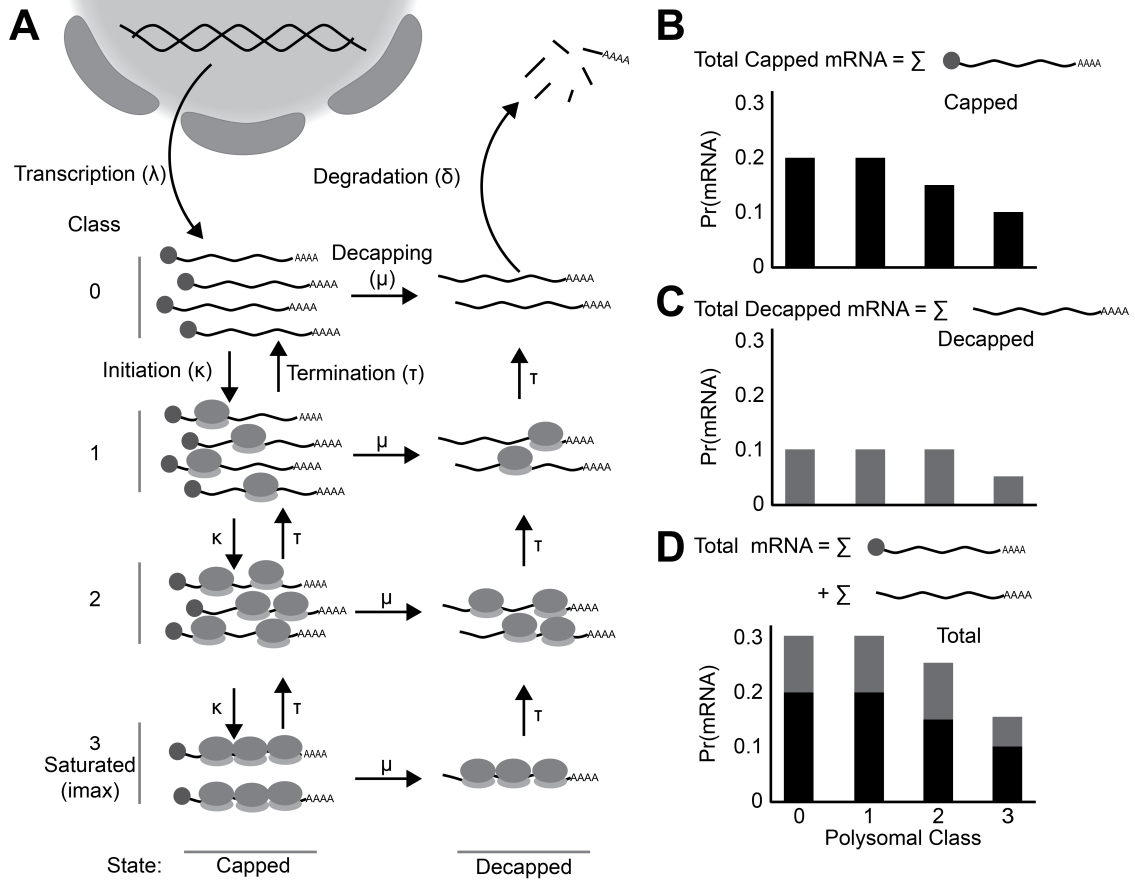 A
AAAA
Transcription (λ)
Degradation (δ)
Class
0
AAAA
AAAA
AAAA
AAAA
Decapping
(μ)
AAAA
AAAA
Initiation (κ)
Termination (τ)
τ
1
AAAA
AAAA
AAAA
AAAA
μ
AAAA
AAAA
κ
τ
τ
2
AAAA
AAAA
AAAA
μ
AAAA
AAAA
κ
τ
τ
3
Saturated
(imax)
AAAA
AAAA
μ
AAAA
State:
Capped
Decapped
B
Total Capped mRNA = ∑
AAAA
Capped
Pr(mRNA)
0.3
0.2
0.1
0
C
Total Decapped mRNA = ∑
AAAA
Decapped
Pr(mRNA)
0.3
0.2
0.1
0
D
Total mRNA = ∑
AAAA
+ ∑
AAAA
Total
Pr(mRNA)
0.3
0.2
0.1
0
0 1 2 3
Polysomal Class